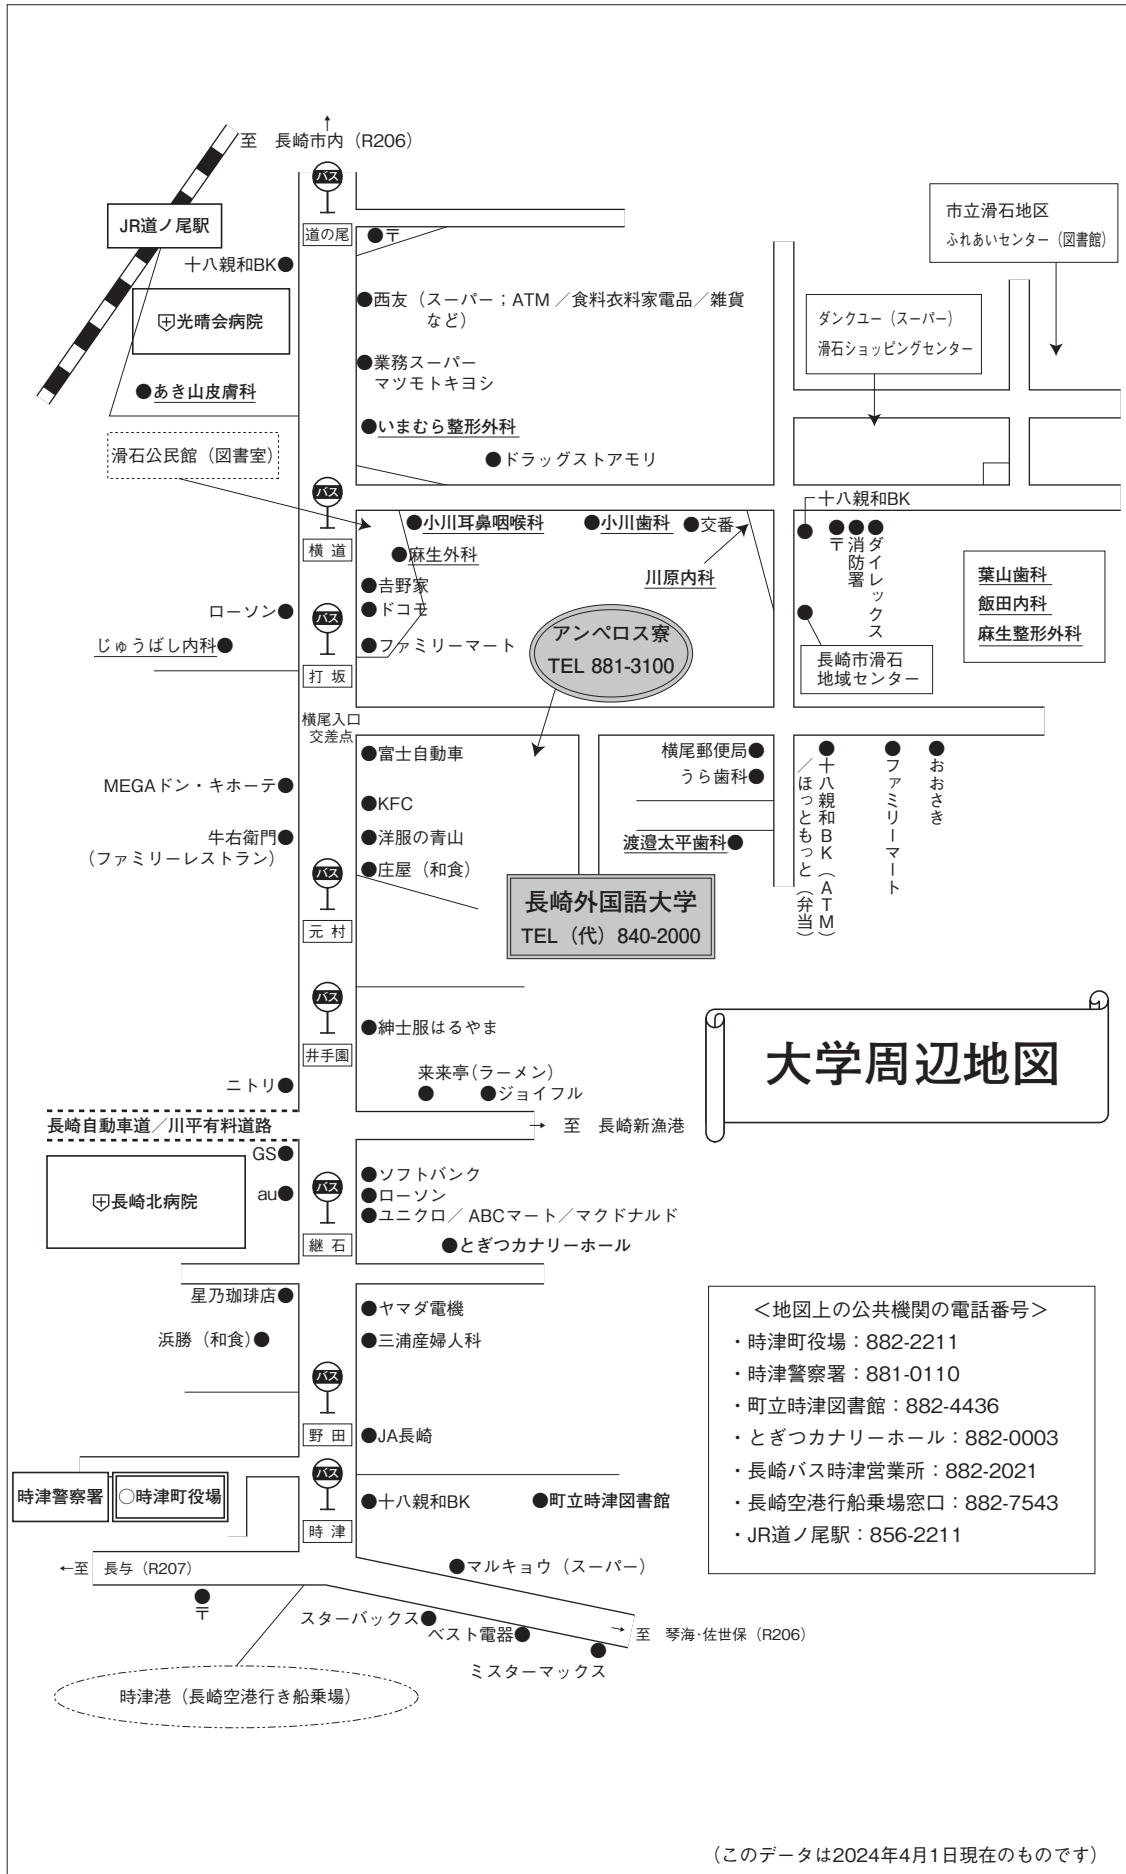 ↑
至 長崎市内（R206）
バス
JR道ノ尾駅
道の尾
●〒
十八親和BK●
光晴会病院
●あき山皮膚科
●西友（スーパー；ATM／食料衣料家電品／雑貨
など）
●業務スーパー
マツモトキヨシ
●いまむら整形外科
●ドラッグストアモリ
市立滑石地区
ふれあいセンター（図書館）
ダンクユー（スーパー）
滑石ショッピングセンター
滑石公民館（図書室）
バス
横道
●小川耳鼻咽喉科
●小川歯科
●交番
●麻生外科
川原内科
十八親和BK
●〒
●消防署
●ダイレックス
葉山歯科
飯田内科
麻生整形外科
●吉野家
ローソン●
●ドコモ
バス
じゅうばし内科●
●ファミリーマート
打坂
アンペロス寮
TEL 881-3100
長崎市滑石
地域センター
横尾入口
交差点
●富士自動車
横尾郵便局●
うら歯科●
渡邉太平歯科●
●十八親和BK（ATM）
／ほっともっと（弁当）
●ファミリーマート
●おおさき
MEGAドン・キホーテ●
●KFC
牛右衛門●
（ファミリーレストラン）
●洋服の青山
●庄屋（和食）
バス
元村
長崎外国語大学
TEL（代）840-2000
バス
井手園
●紳士服はるやま
来来亭（ラーメン）
●ジョイフル
ニトリ●
大学周辺地図
長崎自動車道／川平有料道路
→ 至 長崎新漁港
GS●
長崎北病院
au●
バス
継石
●ソフトバンク
●ローソン
●ユニクロ／ABCマート／マクドナルド
●とぎつカナリーホール
星乃珈琲店●
浜勝（和食）●
●ヤマダ電機
●三浦産婦人科
バス
野田
●JA長崎
時津警察署
○時津町役場
バス
時津
●十八親和BK
●町立時津図書館
＜地図上の公共機関の電話番号＞
・時津町役場：882-2211
・時津警察署：881-0110
・町立時津図書館：882-4436
・とぎつカナリーホール：882-0003
・長崎バス時津営業所：882-2021
・長崎空港行船乗場窓口：882-7543
・JR道ノ尾駅：856-2211
←至 長与（R207）
●
〒
●マルキョウ（スーパー）
スターバックス●
ベスト電器●
ミスターマックス
→ 至 琴海・佐世保（R206）
時津港（長崎空港行き船乗場）
（このデータは2024年4月1日現在のものです）